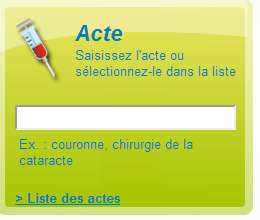 Acte
Saisissez l'acte ou
sélectionnez-le dans la liste
Ex. : couronne, chirurgie de la
cataracte
> Liste des actes